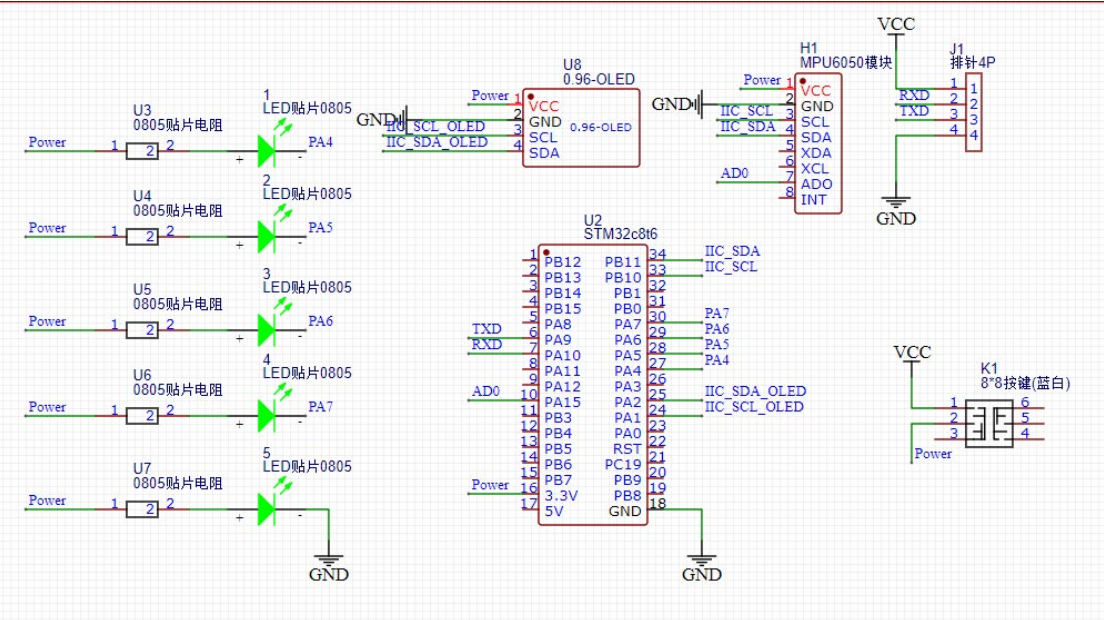 U3
0805贴片电阻
Power
1
2
2
1
LED贴片0805
+
-
PA4
U4
0805贴片电阻
Power
1
2
2
2
LED贴片0805
+
-
PA5
U5
0805贴片电阻
Power
1
2
2
3
LED贴片0805
+
-
PA6
U6
0805贴片电阻
Power
1
2
2
4
LED贴片0805
+
-
PA7
U7
0805贴片电阻
Power
1
2
2
5
LED贴片0805
+
-
GND
U8
0.96-OLED
Power 1 VCC
GND 2 GND
IIC_SCL_OLED 3 SCL
IIC_SDA_OLED 4 SDA
0.96-OLED
H1
MPU6050模块
Power 1 VCC
GND 2 GND
IIC_SCL 3 SCL
IIC_SDA 4 SDA
5 XDA
6 XCL
AD0 7 ADO
8 INT
VCC
J1
排针4P
1 1
RXD 2 2
TXD 3 3
4 4
GND
U2
STM32c8t6
1 PB12 PB11 34 IIC_SDA
2 PB13 PB10 33 IIC_SCL
3 PB14 PB1 32
4 PB15 PB0 31
5 PA8 PA7 30 PA7
TXD 6 PA9 PA6 29 PA6
RXD 7 PA10 PA5 28 PA5
8 PA11 PA4 27 PA4
9 PA12 PA3 26
AD0 10 PA15 PA2 25 IIC_SDA_OLED
11 PB3 PA1 24 IIC_SCL_OLED
12 PB4 PA0 23
13 PB5 RST 22
14 PB6 PC19 21
15 PB7 PB9 20
Power 16 3.3V PB8 19
17 5V GND 18
GND
VCC
K1
8*8按键(蓝白)
1 6
2 5
3 4
Power